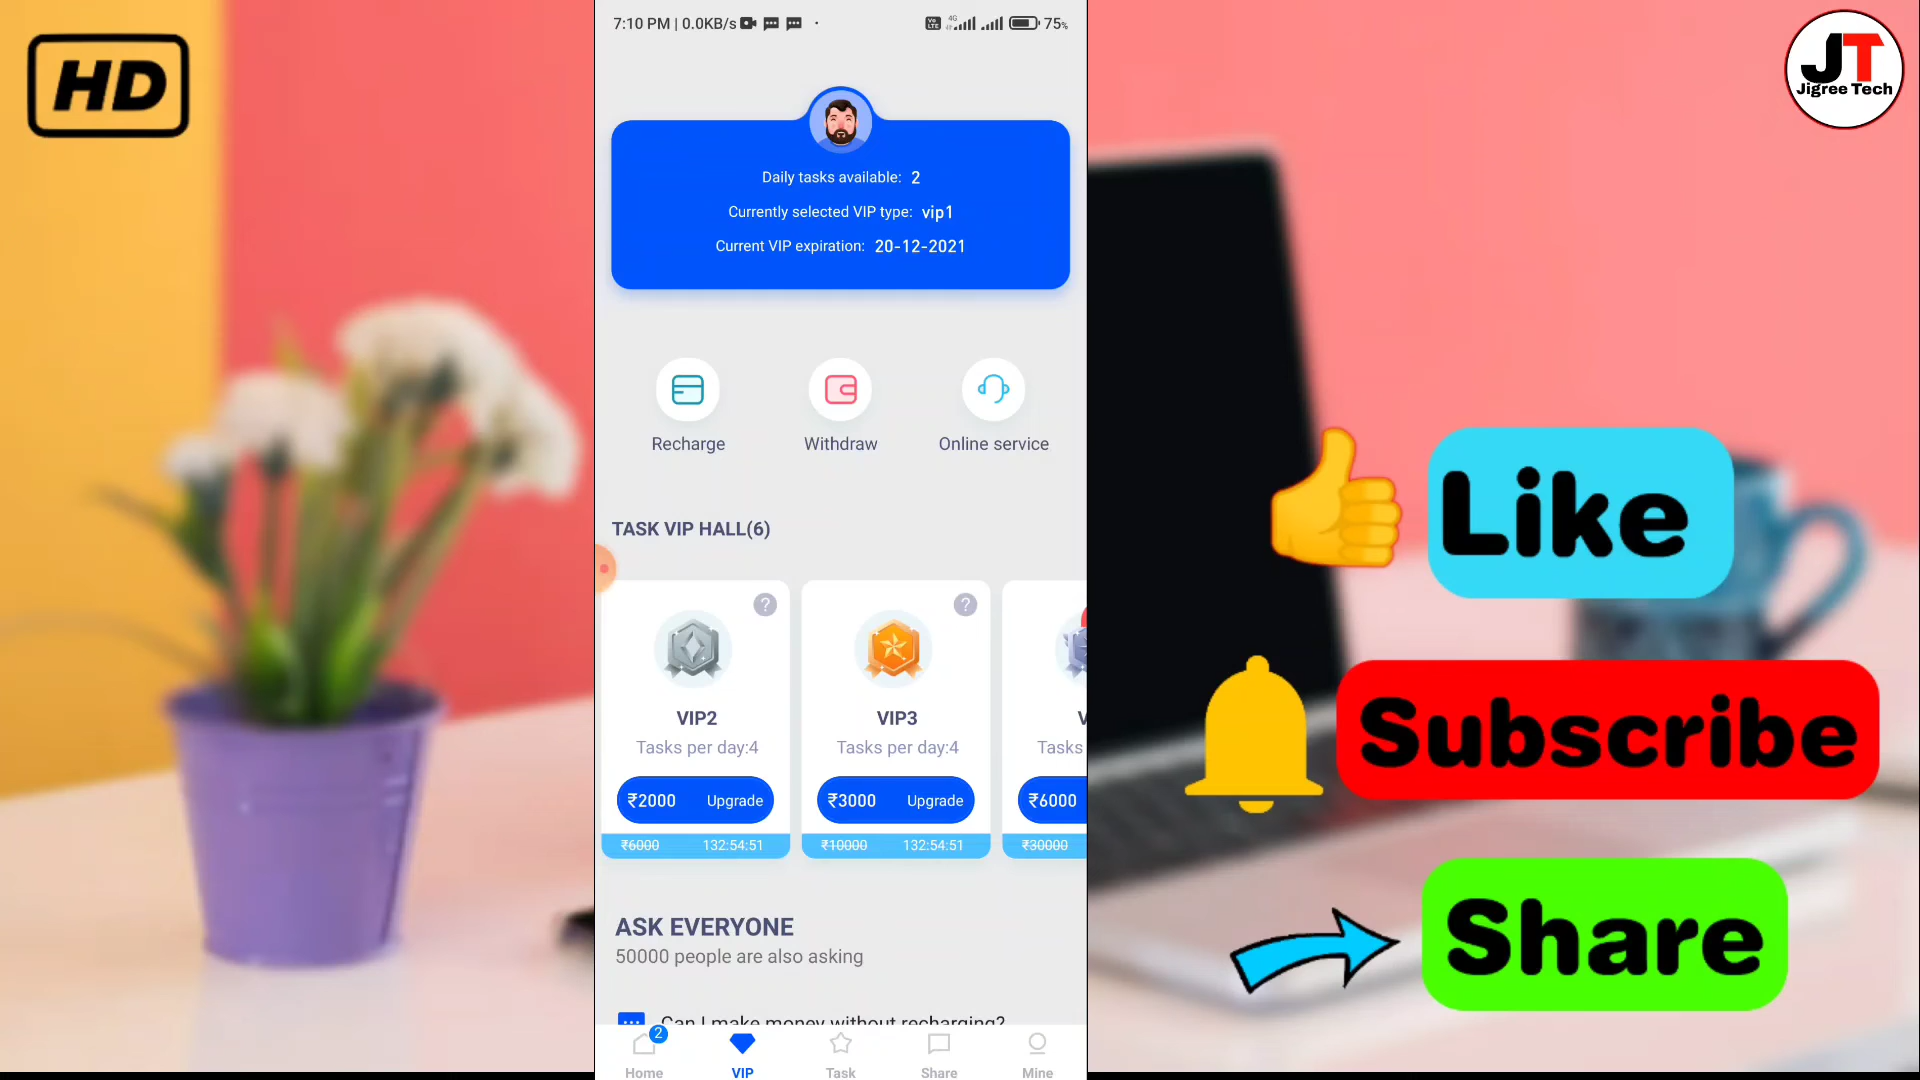 HD
7:10 PM | 0.0KB/s
Vo LTE
4G
75%
Daily tasks available: 2
Currently selected VIP type: vip1
Current VIP expiration: 20-12-2021
Recharge
Withdraw
Online service
TASK VIP HALL(6)
VIP2
Tasks per day:4
₹2000 Upgrade
₹6000 132:54:51
VIP3
Tasks per day:4
₹3000 Upgrade
₹10000 132:54:51
V
Tasks
₹6000
₹30000
ASK EVERYONE
50000 people are also asking
Can I make money without recharging?
2
Home
VIP
Task
Share
Mine
JT
Jigree Tech
Like
Subscribe
Share